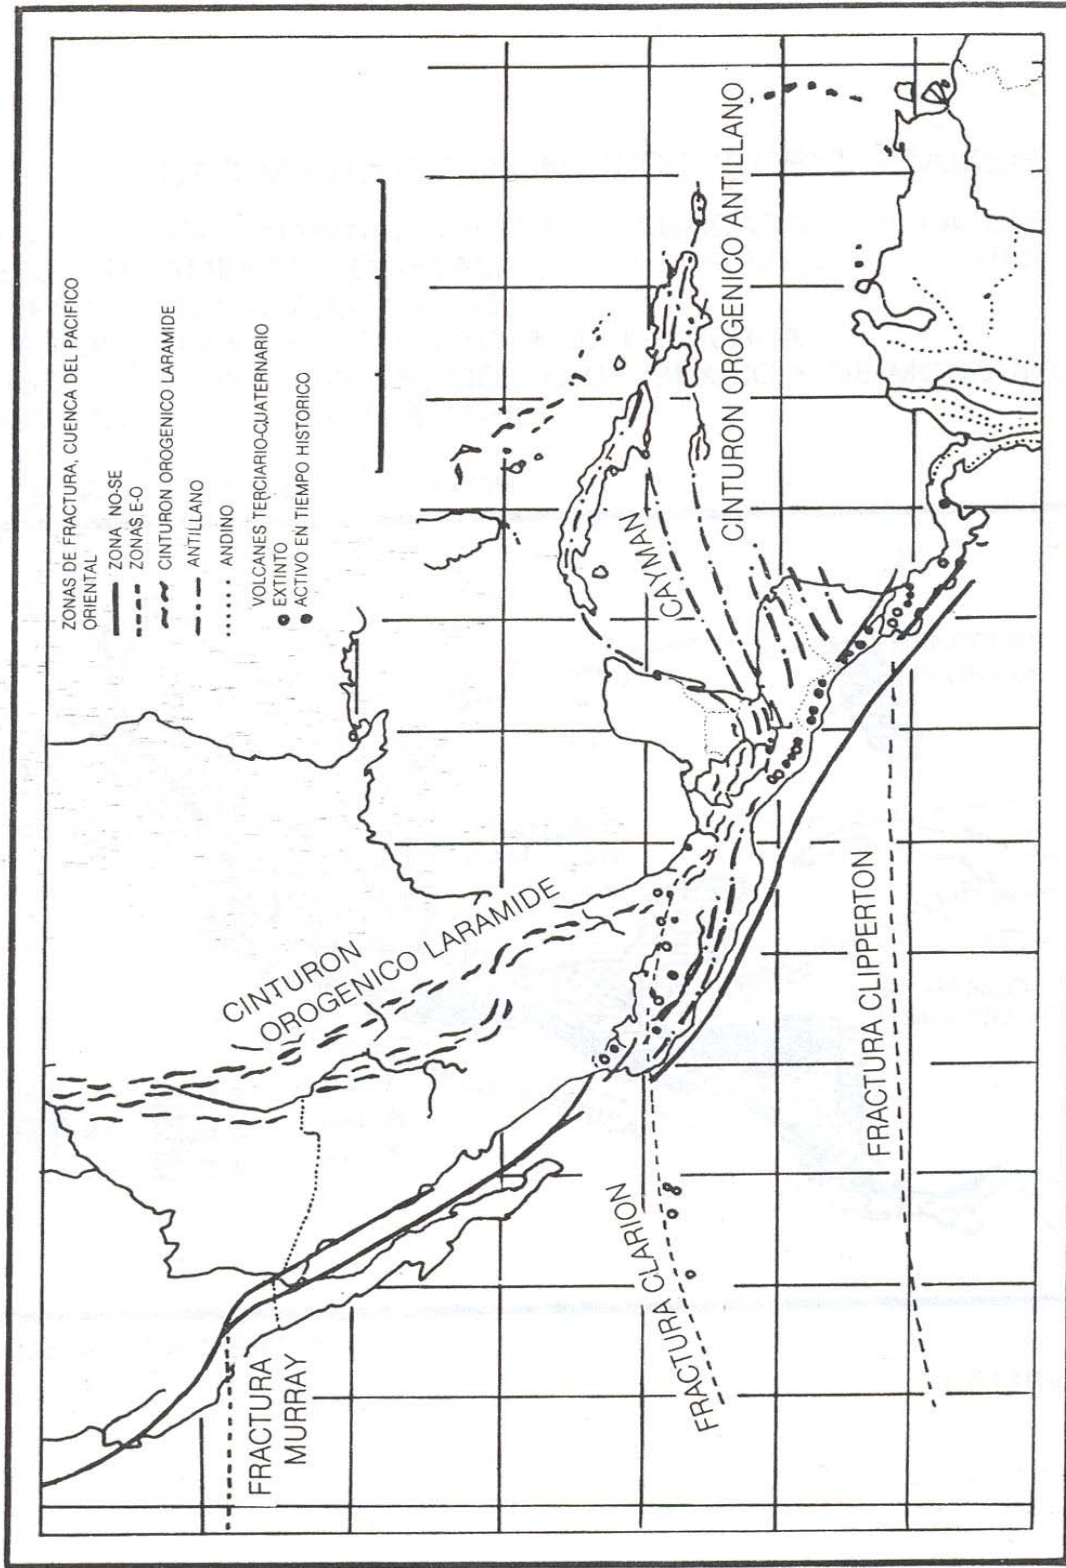 ZONAS DE FRACTURA, CUENCA DEL PACIFICO
ORIENTAL
ZONA NO-SE
ZONAS E-O
CINTURON OROGENICO LARAMIDE
ANTILLANO
ANDINO
VOLCANES TERCIARIO-CUATERNARIO
EXTINTO
ACTIVO EN TIEMPO HISTORICO
CINTURON
OROGENICO LARAMIDE
CAYMAN
CINTURON OROGENICO ANTILLANO
FRACTURA
MURRAY
FRACTURA CLARION
FRACTURA CLIPPERTON